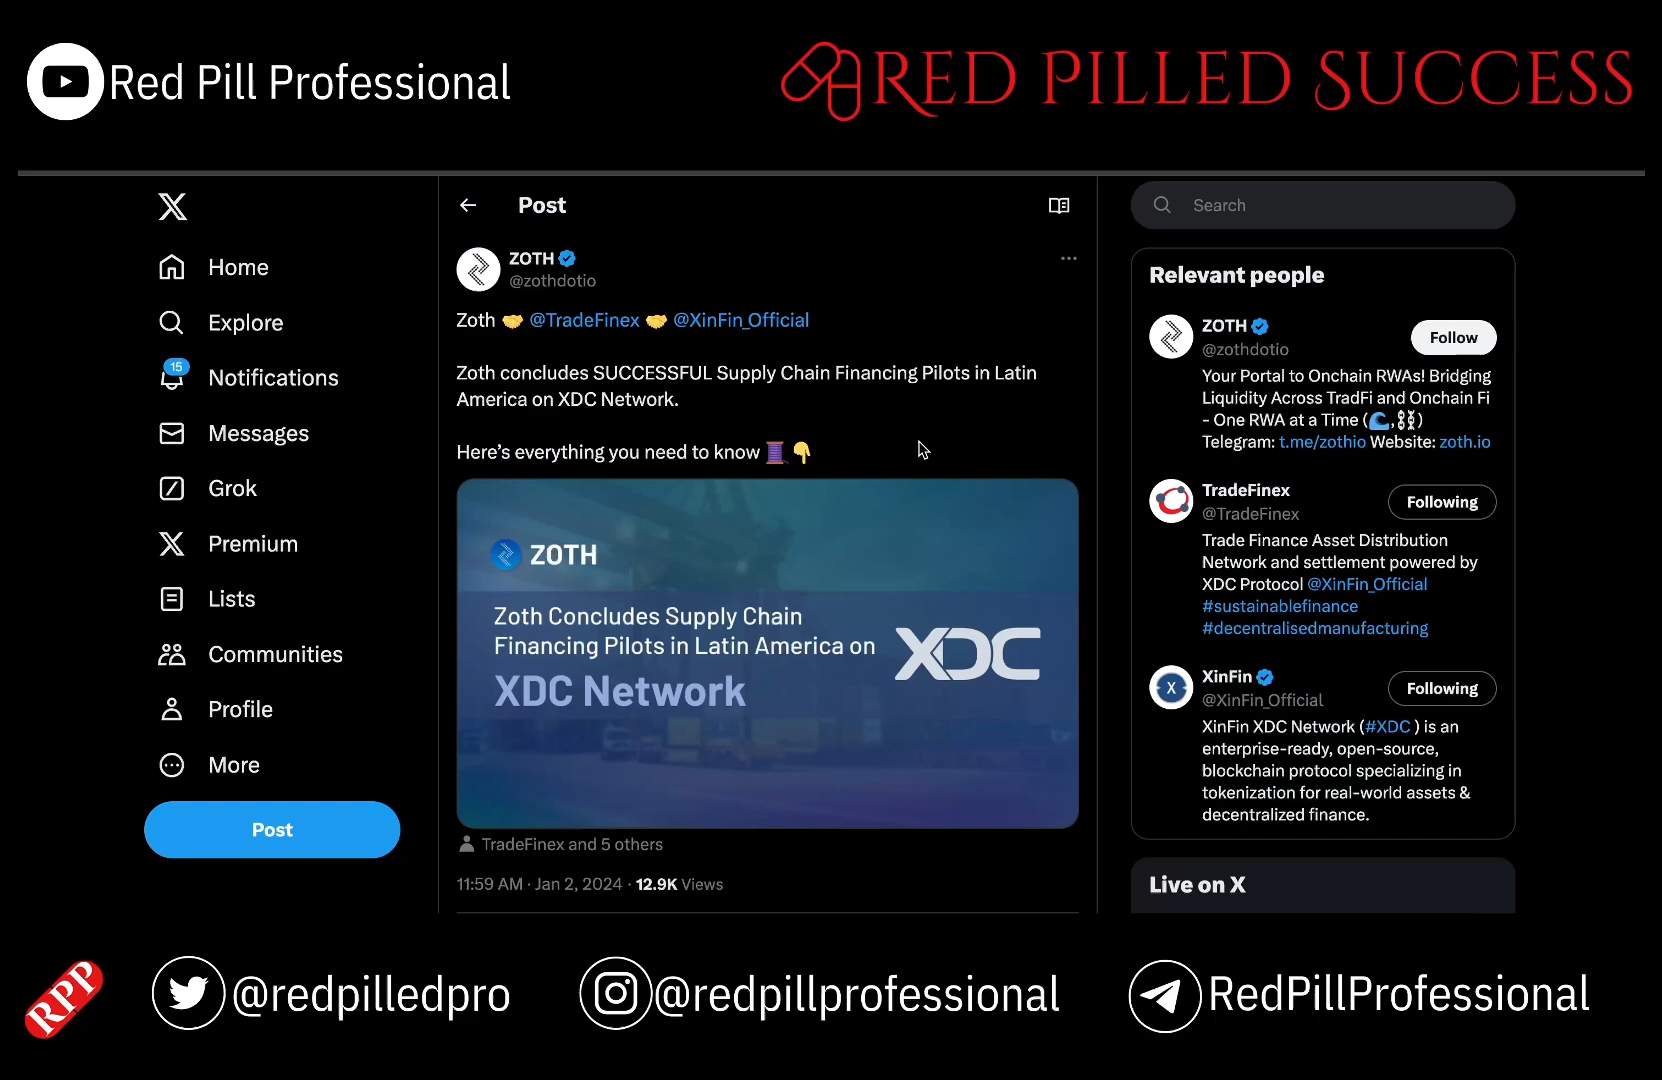 Red Pill Professional
RED PILLED SUCCESS
Post
Search
Home
Explore
15
Notifications
Messages
Grok
Premium
Lists
Communities
Profile
More
Post
ZOTH
@zothdotio
Zoth 🤝 @TradeFinex 🤝 @XinFin_Official
Zoth concludes SUCCESSFUL Supply Chain Financing Pilots in Latin
America on XDC Network.
Here's everything you need to know 🧵👇
ZOTH
Zoth Concludes Supply Chain
Financing Pilots in Latin America on
XDC Network
XDC
TradeFinex and 5 others
11:59 AM · Jan 2, 2024 · 12.9K Views
Relevant people
ZOTH
@zothdotio
Follow
Your Portal to Onchain RWAs! Bridging
Liquidity Across TradFi and Onchain Fi
- One RWA at a Time (🌊,⛓)
Telegram: t.me/zothio Website: zoth.io
TradeFinex
@TradeFinex
Following
Trade Finance Asset Distribution
Network and settlement powered by
XDC Protocol @XinFin_Official
#sustainablefinance
#decentralisedmanufacturing
XinFin
@XinFin_Official
Following
XinFin XDC Network (#XDC ) is an
enterprise-ready, open-source,
blockchain protocol specializing in
tokenization for real-world assets &
decentralized finance.
Live on X
RPP
@redpilledpro
@redpillprofessional
RedPillProfessional